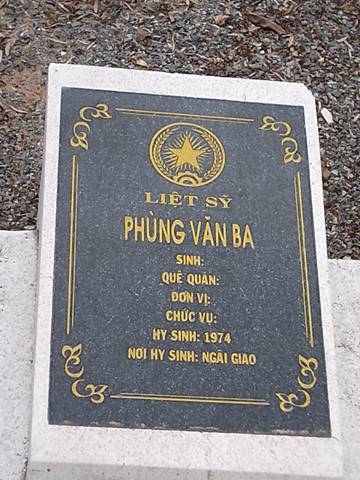 LIỆT SỸ
PHÙNG VĂN BA
SINH:
QUÊ QUÁN:
ĐƠN VỊ:
CHỨC VỤ:
HY SINH: 1974
NƠI HY SINH: NGÃI GIAO